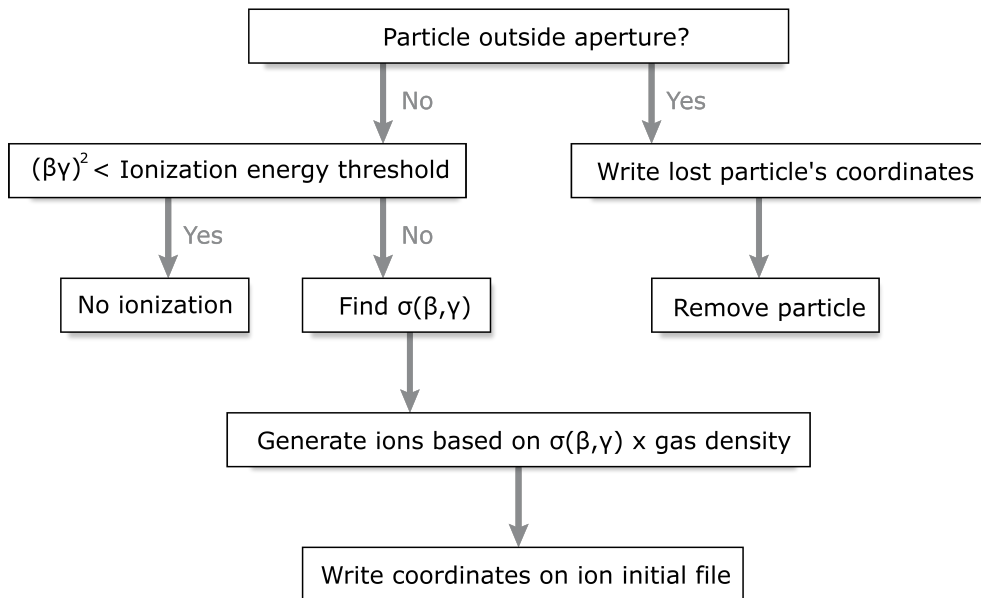 Particle outside aperture?
No
Yes
(βγ)² < Ionization energy threshold
Write lost particle's coordinates
Yes
No
No ionization
Find σ(β,γ)
Remove particle
Generate ions based on σ(β,γ) x gas density
Write coordinates on ion initial file